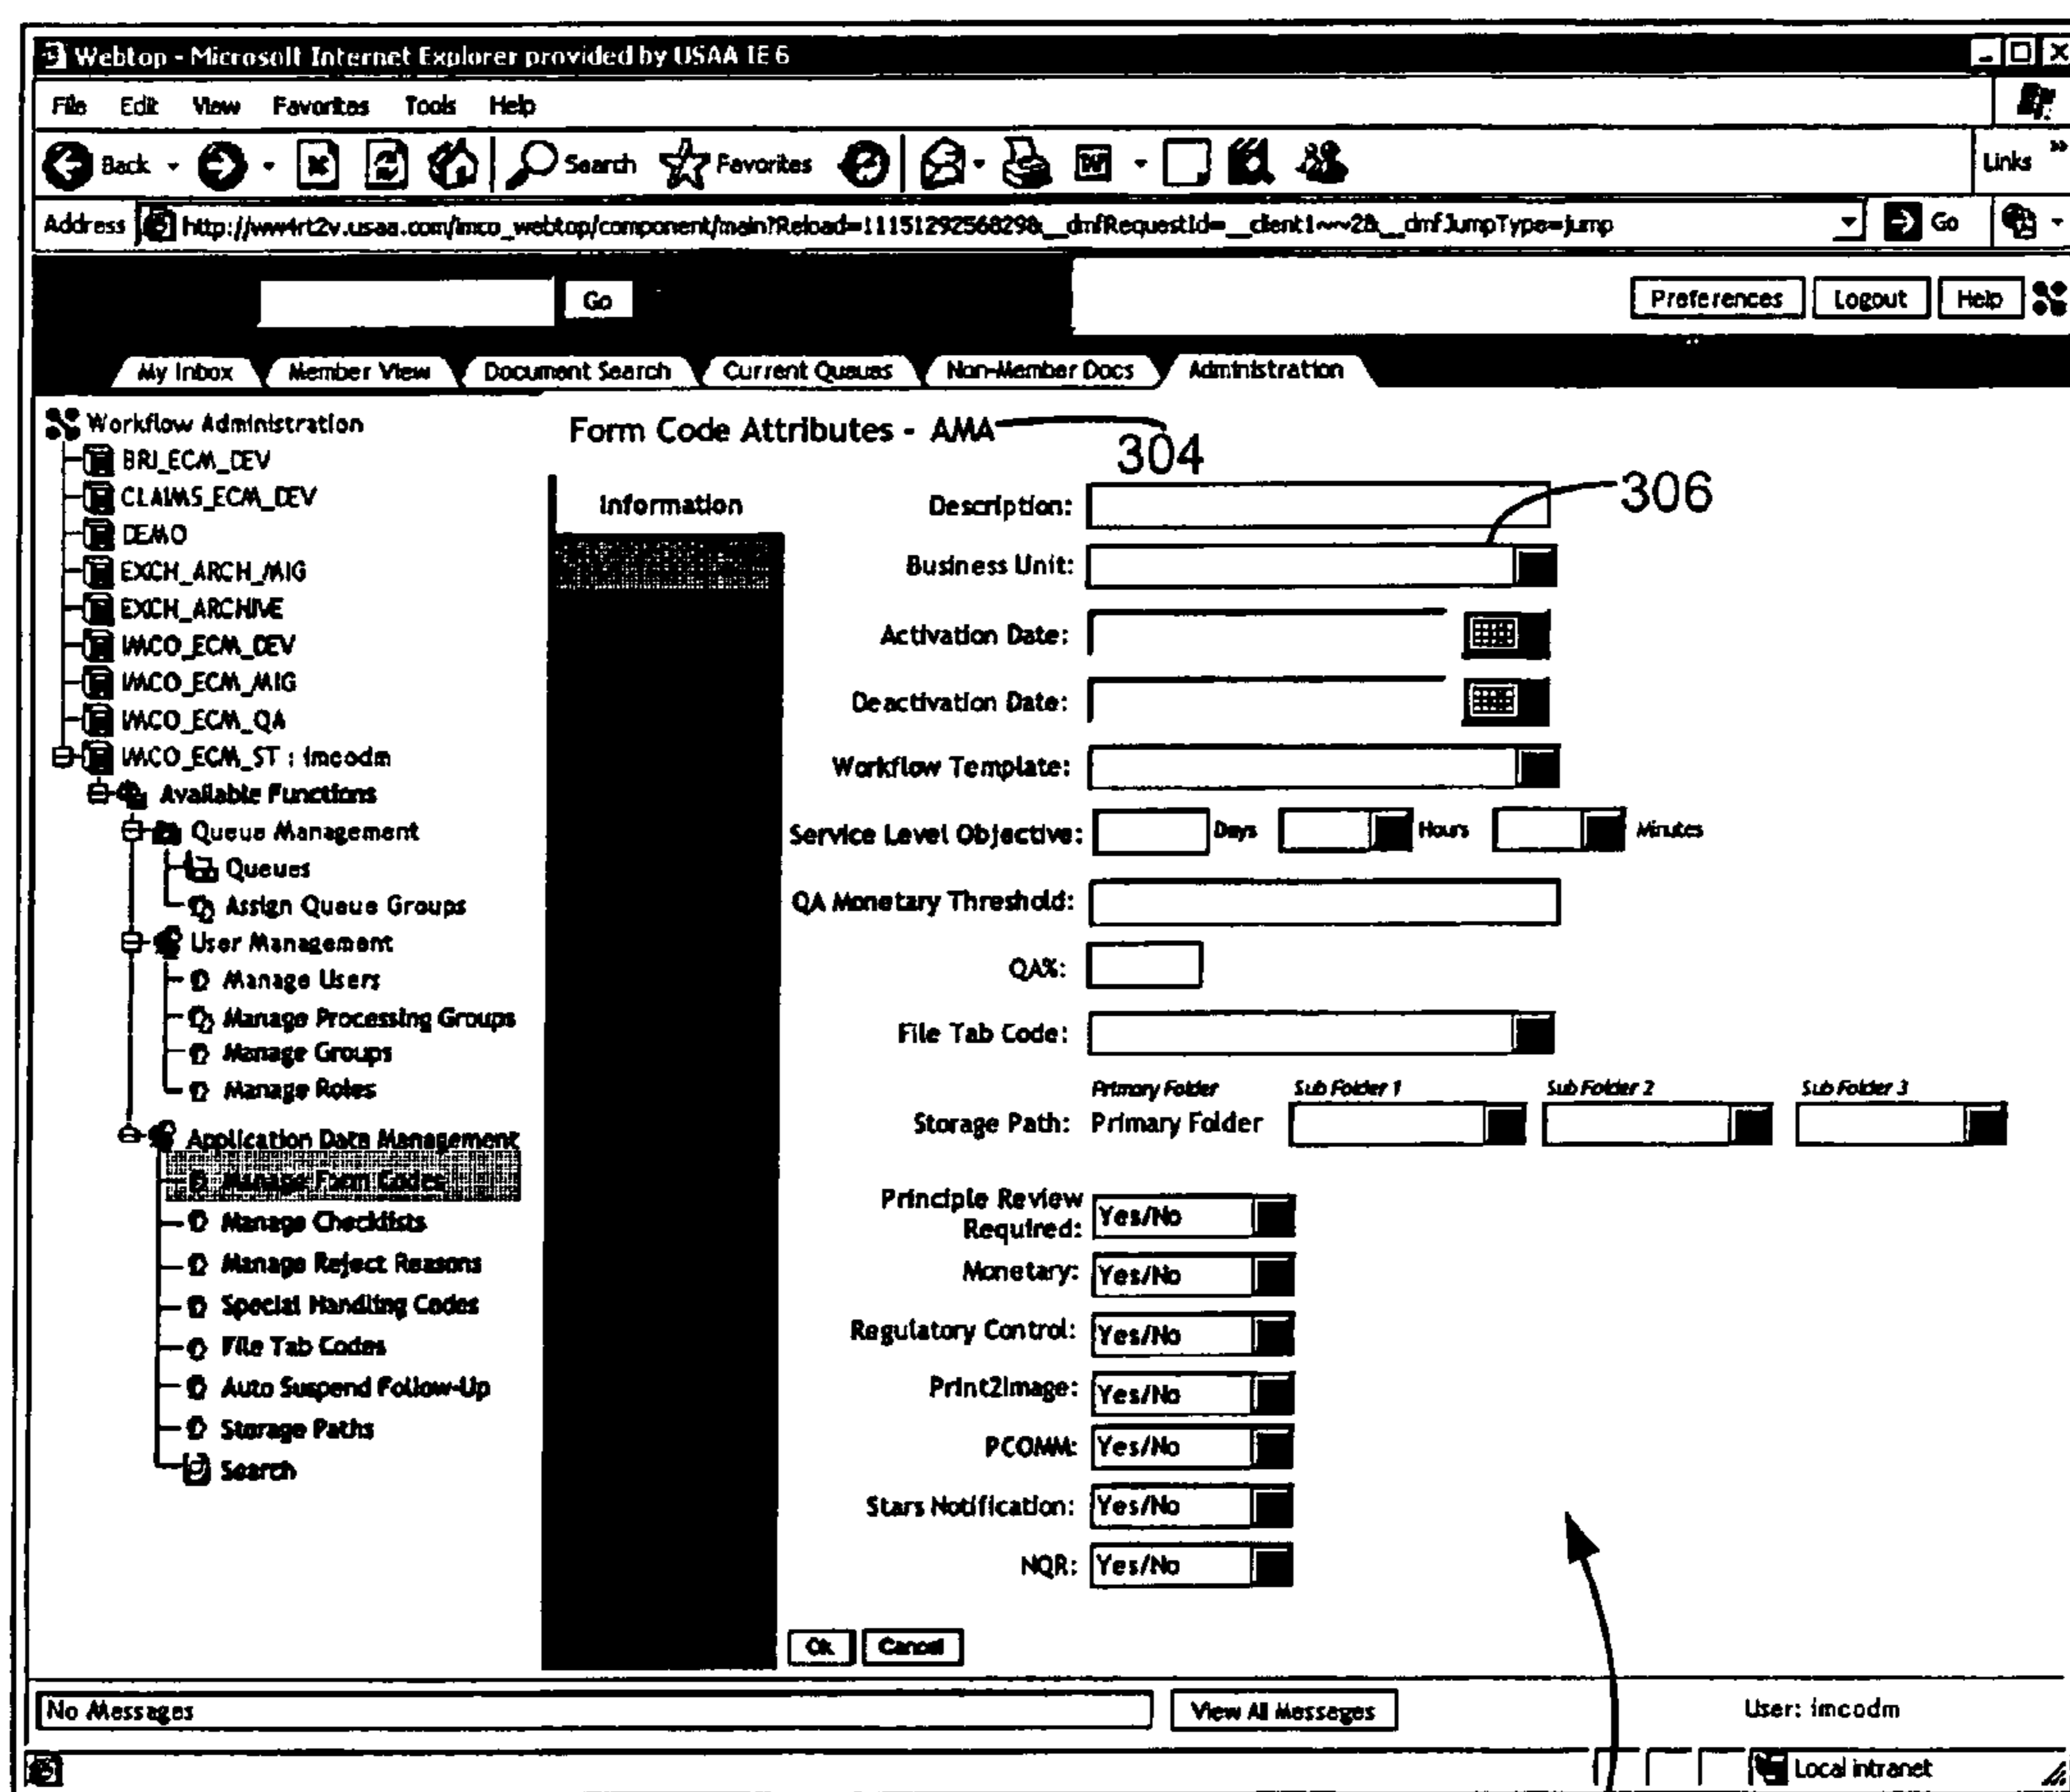 Webtop - Microsoft Internet Explorer provided by USAA IE 6
File Edit View Favorites Tools Help
Back Search Favorites Links »
Address http://ww4rt2v.usaa.com/imco_webtop/component/main?Reload=1115129256829&__dmfRequestId=__client1~~2&__dmfJumpType=jump Go
Go Preferences Logout Help
My Inbox Member View Document Search Current Queues Non-Member Docs Administration
Workflow Administration
BRI_ECM_DEV
CLAIMS_ECM_DEV
DEMO
EXCH_ARCH_MIG
EXCH_ARCHIVE
IMCO_ECM_DEV
IMCO_ECM_MIG
IMCO_ECM_QA
IMCO_ECM_ST : imcodm
Available Functions
Queue Management
Queues
Assign Queue Groups
User Management
Manage Users
Manage Processing Groups
Manage Groups
Manage Roles
Application Data Management
Manage Form Codes
Manage Checklists
Manage Reject Reasons
Special Handling Codes
File Tab Codes
Auto Suspend Follow-Up
Storage Paths
Search
Form Code Attributes - AMA
304
Information
Description:
306
Business Unit:
Activation Date:
Deactivation Date:
Workflow Template:
Service Level Objective: Days Hours Minutes
QA Monetary Threshold:
QA%:
File Tab Code:
Primary Folder Sub Folder 1 Sub Folder 2 Sub Folder 3
Storage Path: Primary Folder
Principle Review
Required: Yes/No
Monetary: Yes/No
Regulatory Control: Yes/No
Print2Image: Yes/No
PCOMM: Yes/No
Stars Notification: Yes/No
NQR: Yes/No
Ok Cancel
No Messages View All Messages User: imcodm
Local intranet